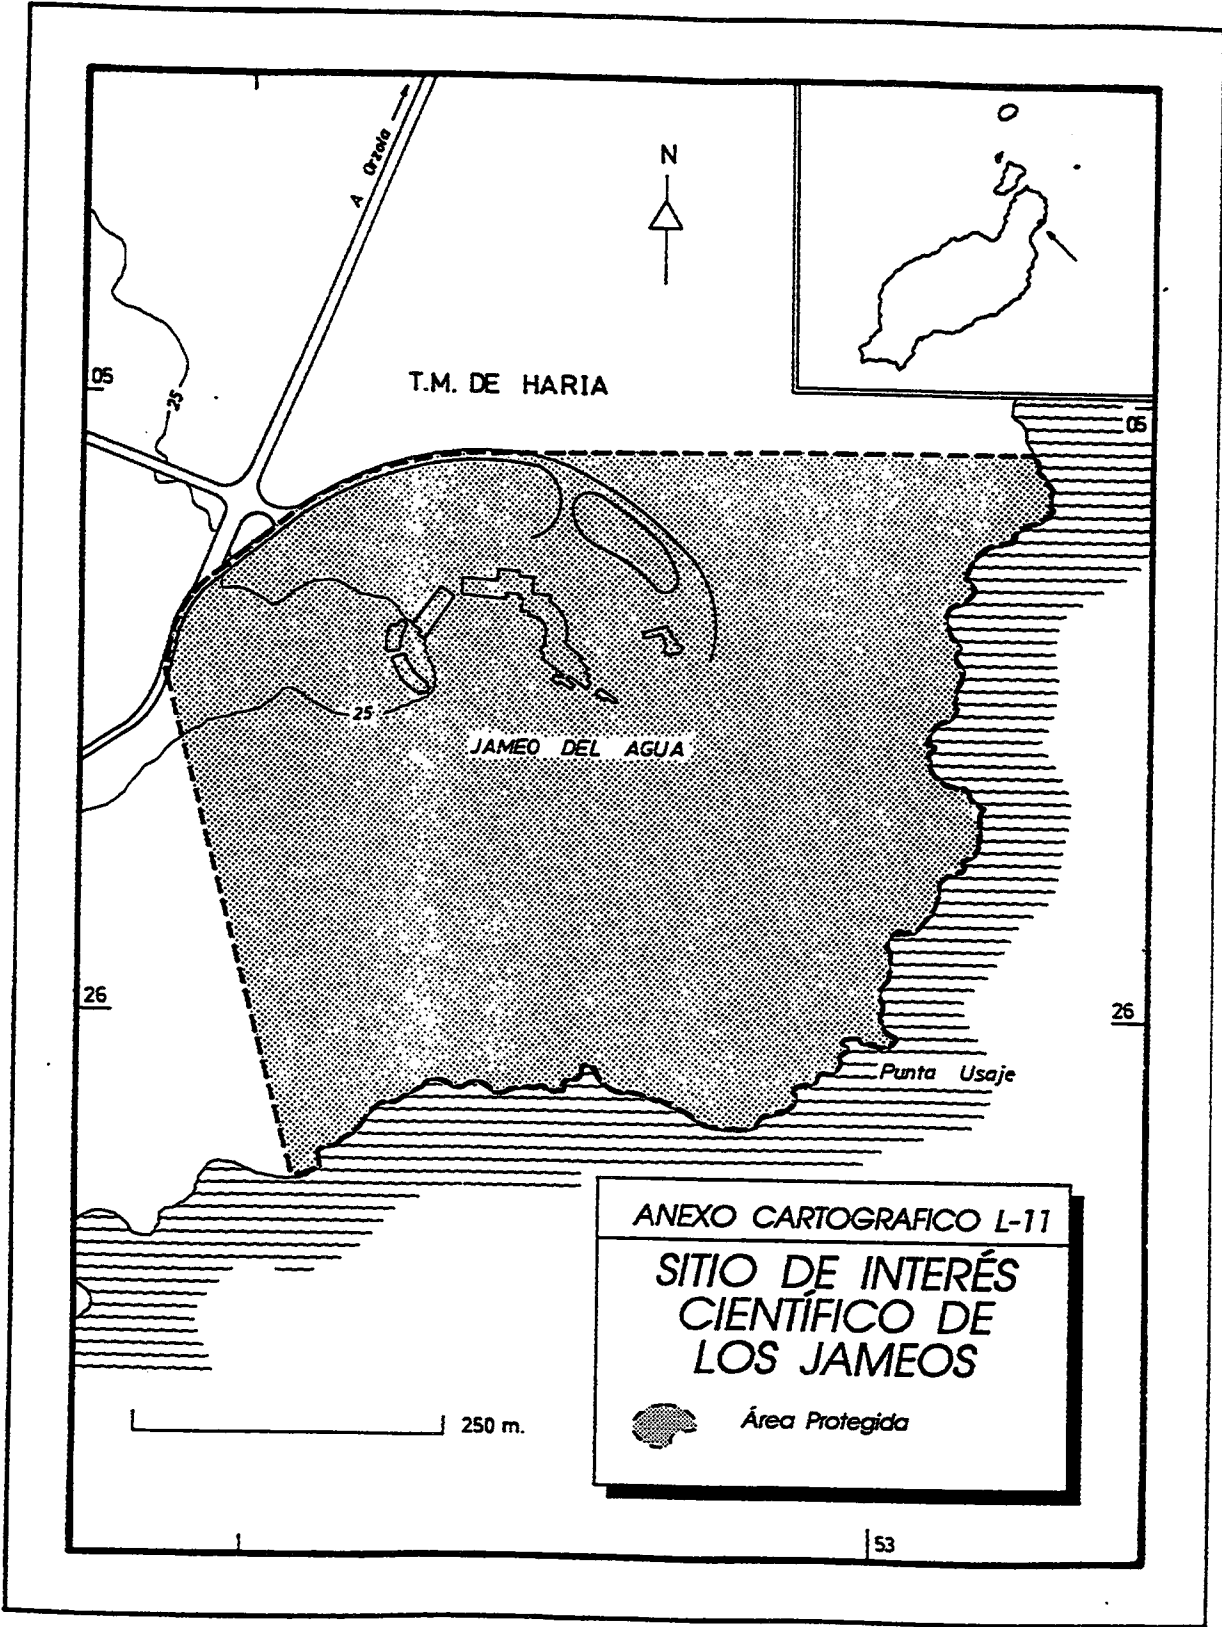 A Orzola
N
25
05
T.M. DE HARIA
05
25
JAMEO DEL AGUA
26
26
Punta Usaje
ANEXO CARTOGRAFICO L-11
SITIO DE INTERÉS
CIENTÍFICO DE
LOS JAMEOS
Área Protegida
250 m.
53